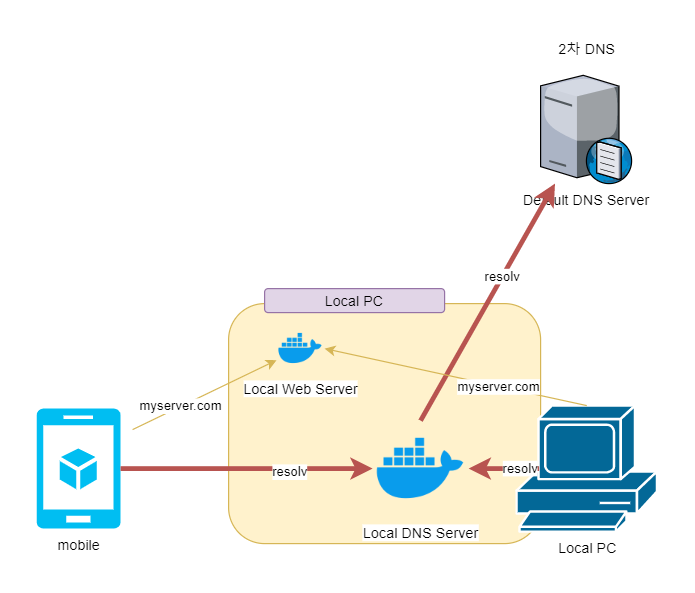 2차 DNS
Default DNS Server
resolv
Local PC
Local Web Server
myserver.com
myserver.com
resolv
resolv
Local DNS Server
mobile
Local PC